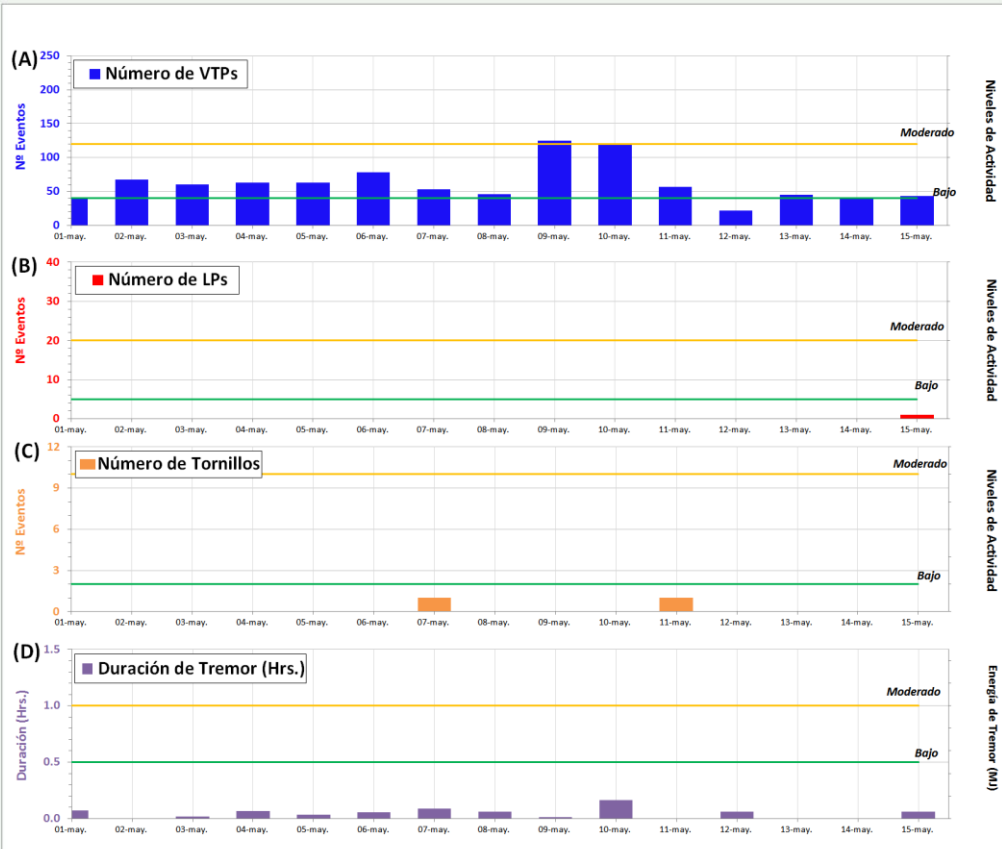 (A)
250
200
150
100
50
0
Nº Eventos
Número de VTPs
Moderado
Bajo
Niveles de Actividad
01-may. 02-may. 03-may. 04-may. 05-may. 06-may. 07-may. 08-may. 09-may. 10-may. 11-may. 12-may. 13-may. 14-may. 15-may.
(B)
40
30
20
10
0
Nº Eventos
Número de LPs
Moderado
Bajo
Niveles de Actividad
01-may. 02-may. 03-may. 04-may. 05-may. 06-may. 07-may. 08-may. 09-may. 10-may. 11-may. 12-may. 13-may. 14-may. 15-may.
(C)
12
9
6
3
0
Nº Eventos
Número de Tornillos
Moderado
Bajo
Niveles de Actividad
01-may. 02-may. 03-may. 04-may. 05-may. 06-may. 07-may. 08-may. 09-may. 10-may. 11-may. 12-may. 13-may. 14-may. 15-may.
(D)
1.5
1.0
0.5
0.0
Duración (Hrs.)
Duración de Tremor (Hrs.)
Moderado
Bajo
Energía de Tremor (MJ)
01-may. 02-may. 03-may. 04-may. 05-may. 06-may. 07-may. 08-may. 09-may. 10-may. 11-may. 12-may. 13-may. 14-may. 15-may.